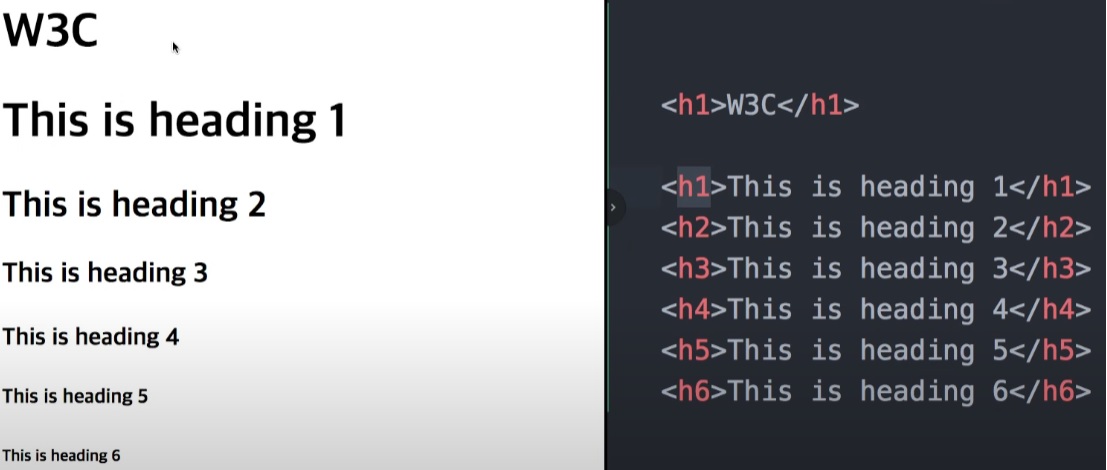 W3C
This is heading 1
This is heading 2
This is heading 3
This is heading 4
This is heading 5
This is heading 6
<h1>W3C</h1>
<h1>This is heading 1</h1>
<h2>This is heading 2</h2>
<h3>This is heading 3</h3>
<h4>This is heading 4</h4>
<h5>This is heading 5</h5>
<h6>This is heading 6</h6>